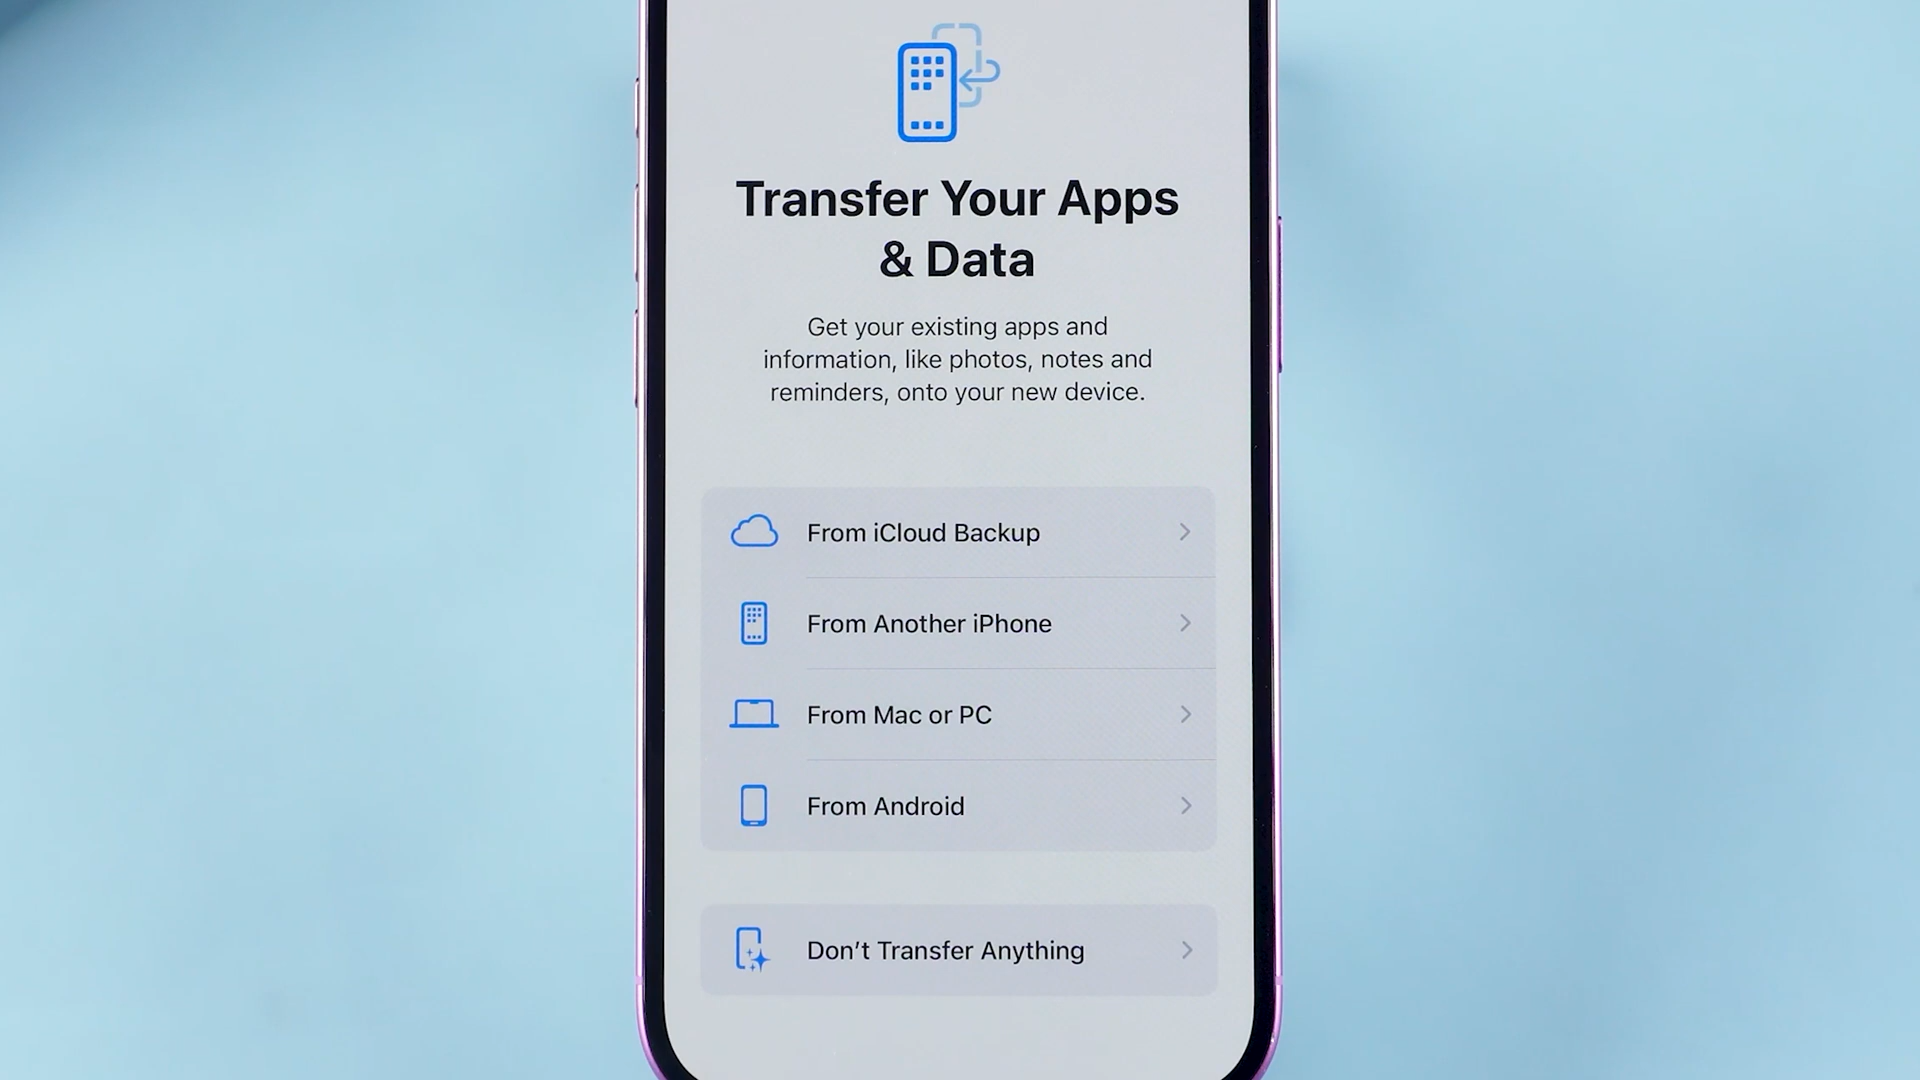 Transfer Your Apps
& Data
Get your existing apps and
information, like photos, notes and
reminders, onto your new device.
From iCloud Backup
From Another iPhone
From Mac or PC
From Android
Don’t Transfer Anything